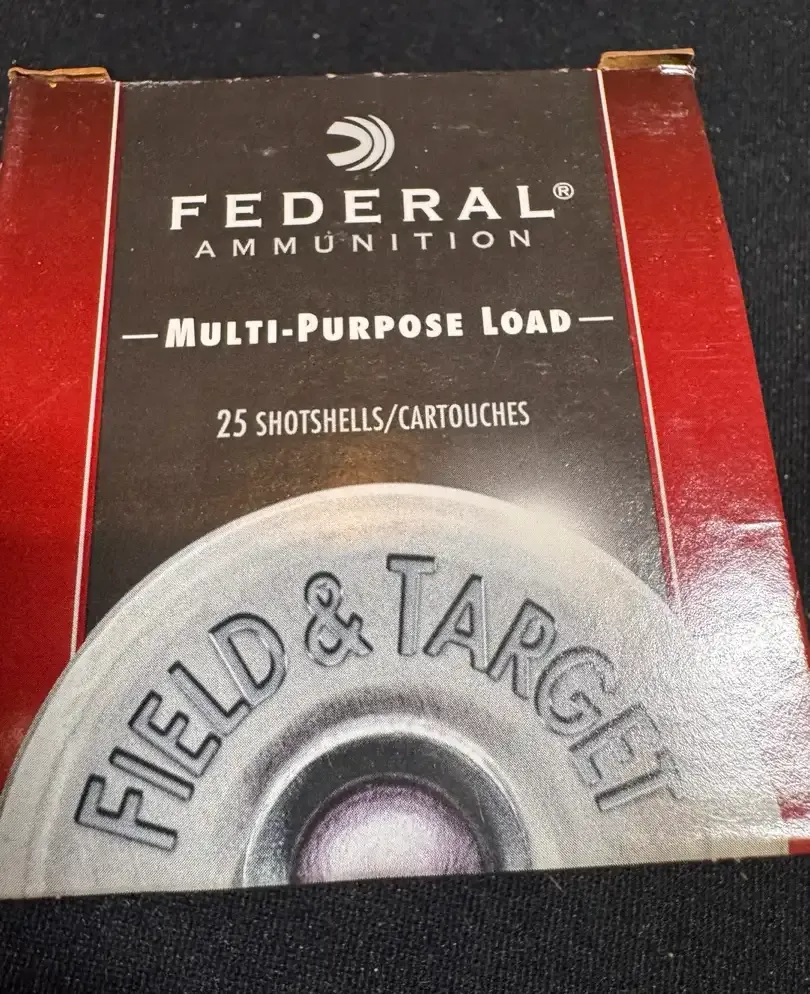 FEDERAL®
AMMUNITION
—MULTI-PURPOSE LOAD—
25 SHOTSHELLS/CARTOUCHES
FIELD & TARGET